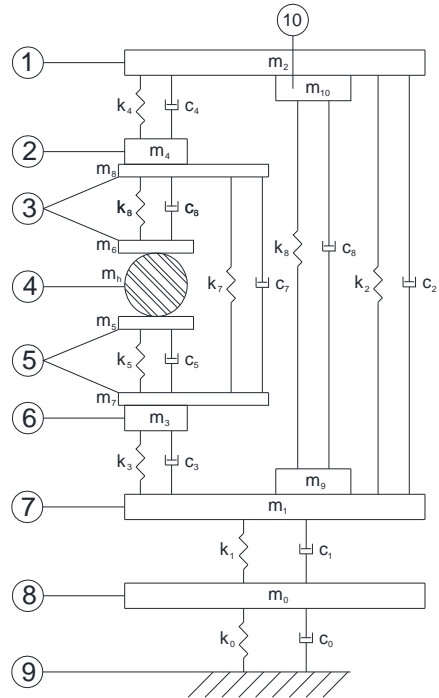 10
1
m₂
m₁₀
k₄
c₄
2
m₄
m₈
3
k₆
c₆
m₆
4
mₕ
k₇
c₇
k₈
c₈
k₂
c₂
m₅
5
k₅
c₅
m₇
6
m₃
k₃
c₃
m₉
7
m₁
k₁
c₁
8
m₀
k₀
c₀
9